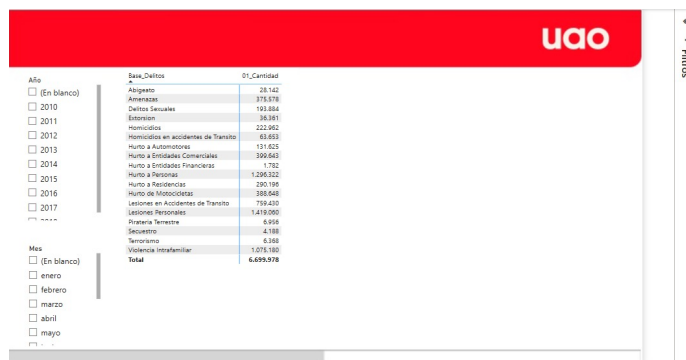 uao
Filtros
Año
(En blanco)
2010
2011
2012
2013
2014
2015
2016
2017
2018
Mes
(En blanco)
enero
febrero
marzo
abril
mayo
Base_Delitos 01_Cantidad
Abigeato 28.142
Amenazas 375.578
Delitos Sexuales 193.884
Extorsion 36.361
Homicidios 222.962
Homicidios en accidentes de Transito 63.653
Hurto a Automotores 131.625
Hurto a Entidades Comerciales 399.643
Hurto a Entidades Financieras 1.782
Hurto a Personas 1.296.322
Hurto a Residencias 290.196
Hurto de Motocicletas 388.648
Lesiones en Accidentes de Transito 759.430
Lesiones Personales 1.419.060
Pirateria Terrestre 6.956
Secuestro 4.188
Terrorismo 6.368
Violencia Intrafamiliar 1.075.180
Total 6.699.978